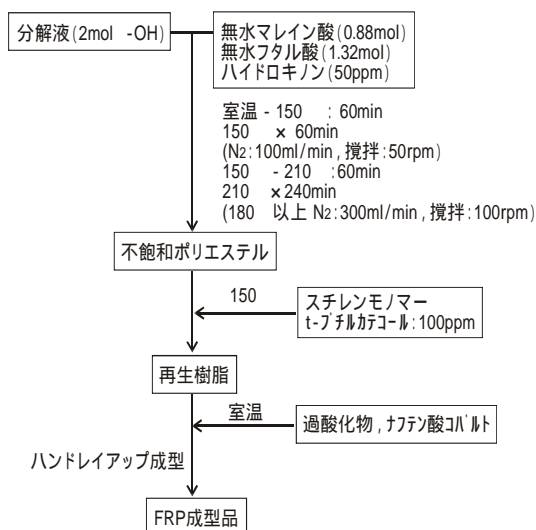 分解液(2mol -OH)
無水マレイン酸(0.88mol)
無水フタル酸(1.32mol)
ハイドロキノン(50ppm)
室温 - 150 : 60min
150 × 60min
(N2:100ml/min , 撹拌:50rpm)
150 - 210 :60min
210 ×240min
(180 以上 N2:300ml/min , 撹拌:100rpm)
不飽和ポリエステル
150
スチレンモノマー
t-ブチルカテコール:100ppm
再生樹脂
室温
過酸化物 , ナフテン酸コバルト
ハンドレイアップ成型
FRP成型品